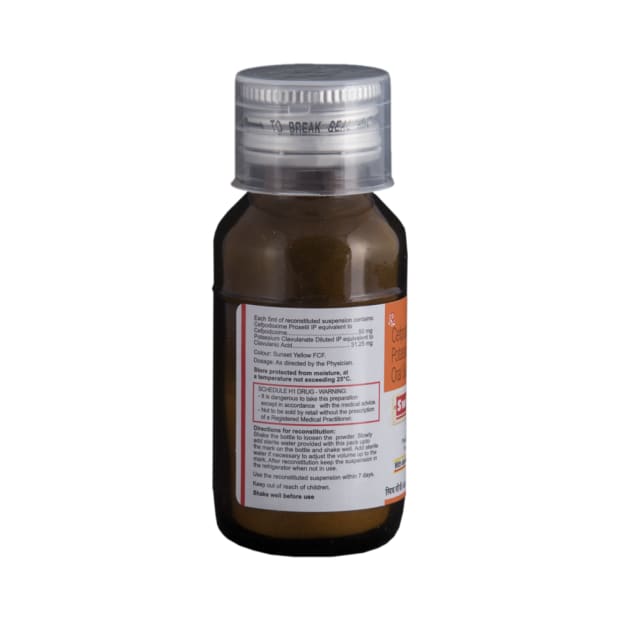 TO BREAK SEAL
Each 5ml of reconstituted suspension contains:
Cefpodoxime Proxetil IP equivalent to
Cefpodoxime...................................50 mg
Potassium Clavulanate Diluted IP equivalent to
Clavulanic Acid.............................31.25 mg
Colour: Sunset Yellow FCF.
Dosage: As directed by the Physician.
Store protected from moisture, at
a temperature not exceeding 25°C.
SCHEDULE H1 DRUG - WARNING:
- It is dangerous to take this preparation
except in accordance with the medical advice.
- Not to be sold by retail without the prescription
of a Registered Medical Practitioner.
Directions for reconstitution:
Shake the bottle to loosen the powder. Slowly
add sterile water provided with this pack upto
the mark on the bottle and shake well. Add sterile
water if necessary to adjust the volume up to the
mark. After reconstitution keep the suspension in
the refrigerator when not in use.
Use the reconstituted suspension within 7 days.
Keep out of reach of children.
Shake well before use
Rx
Oral